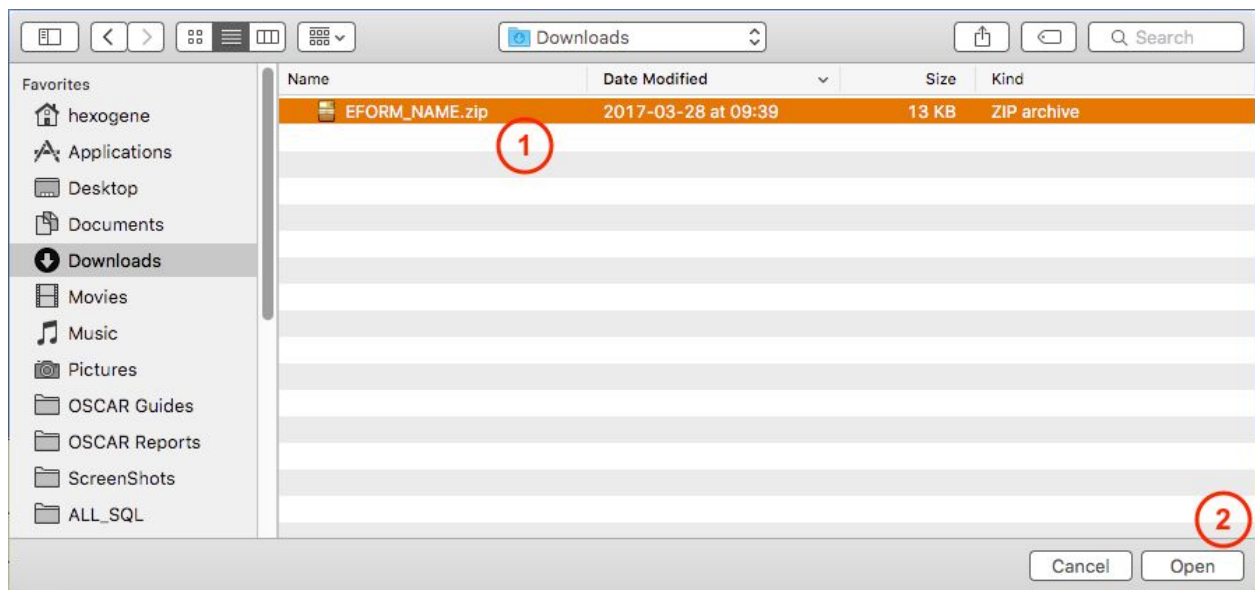 Downloads
Search
Favorites
Name Date Modified Size Kind
hexogene
EFORM_NAME.zip 2017-03-28 at 09:39 13 KB ZIP archive
1
Applications
Desktop
Documents
Downloads
Movies
Music
Pictures
OSCAR Guides
OSCAR Reports
ScreenShots
ALL_SQL
2
Cancel Open